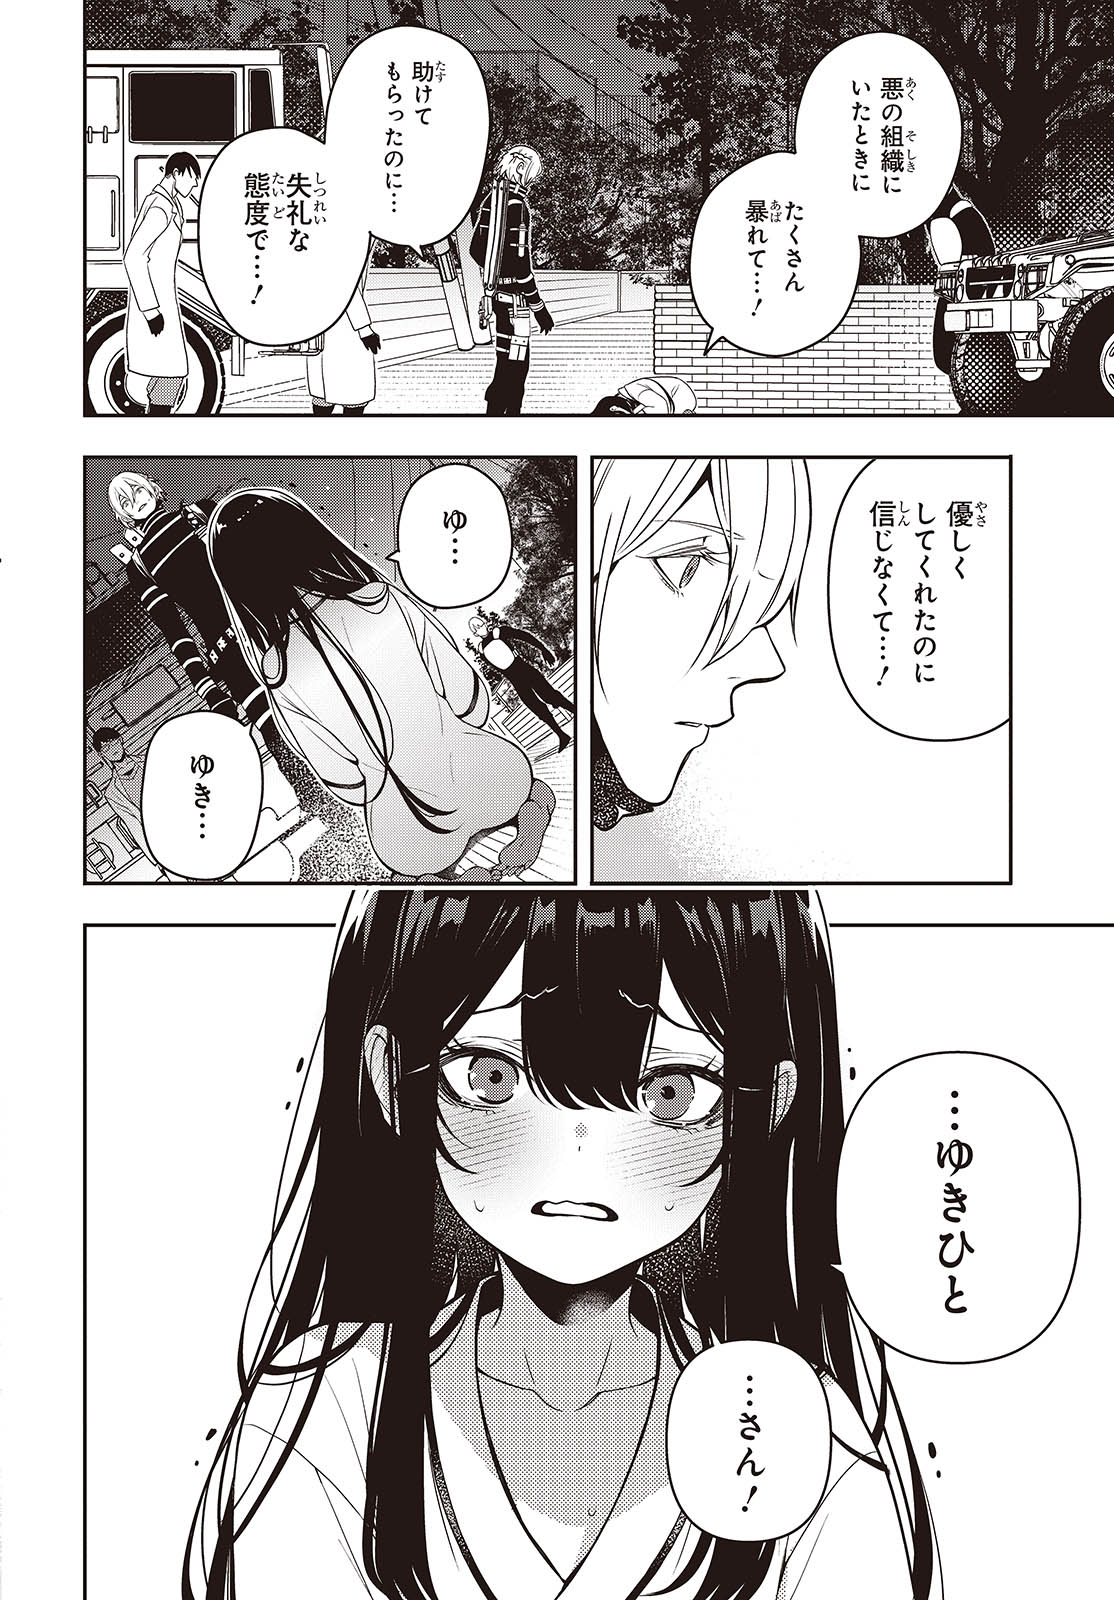 悪の組織に
いたときに
たくさん
暴れて…！
助けて
もらったのに…
失礼な
態度で…！
優しく
してくれたのに
信じなくて…！
ゆ…
ゆき…
…ゆきひと
…さん！